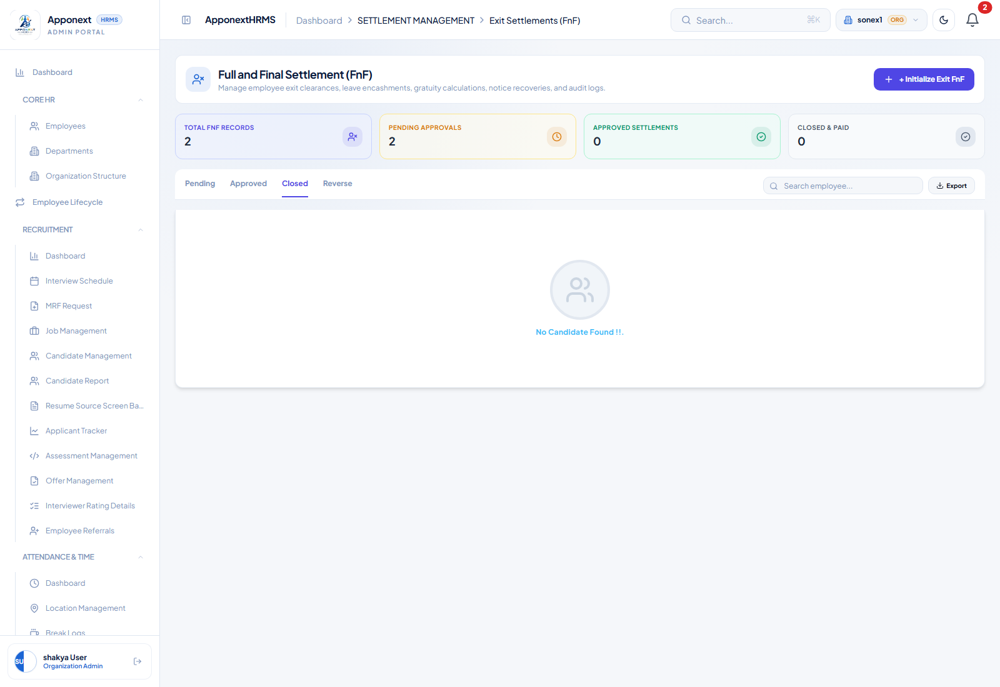 Apponext HRMS
ADMIN PORTAL
Dashboard
CORE HR
Employees
Departments
Organization Structure
Employee Lifecycle
RECRUITMENT
Dashboard
Interview Schedule
MRF Request
Job Management
Candidate Management
Candidate Report
Resume Source Screen Ba...
Applicant Tracker
Assessment Management
Offer Management
Interviewer Rating Details
Employee Referrals
ATTENDANCE & TIME
Dashboard
Location Management
Break Logs
SU
shakya User
Organization Admin
ApponextHRMS
Dashboard > SETTLEMENT MANAGEMENT > Exit Settlements (FnF)
Search... ⌘K
sonex1 ORG
2
Full and Final Settlement (FnF)
Manage employee exit clearances, leave encashments, gratuity calculations, notice recoveries, and audit logs.
+ Initialize Exit FnF
TOTAL FNF RECORDS
2
PENDING APPROVALS
2
APPROVED SETTLEMENTS
0
CLOSED & PAID
0
Pending Approved Closed Reverse
Search employee...
Export
No Candidate Found !!.